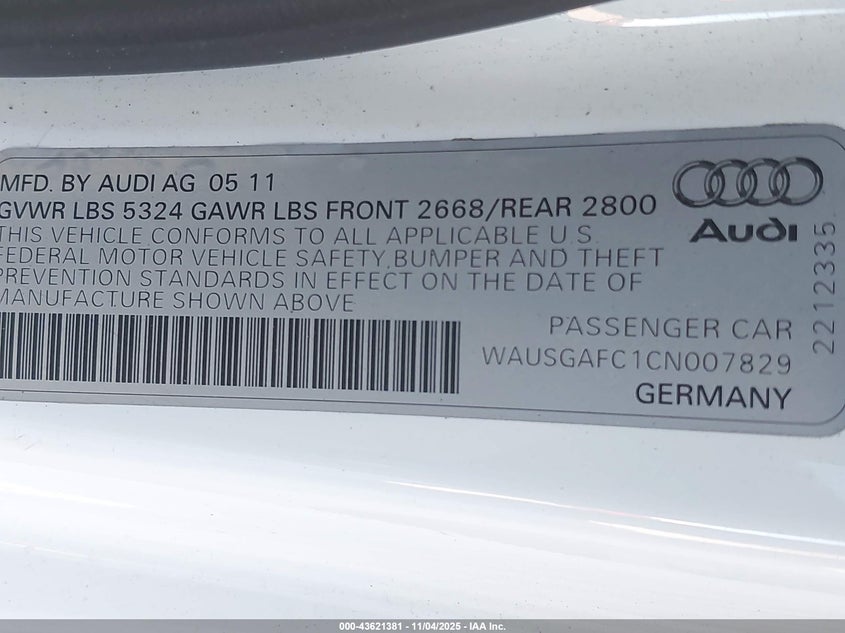 MFD. BY AUDI AG 05 11
GVWR LBS 5324 GAWR LBS FRONT 2668/REAR 2800
THIS VEHICLE CONFORMS TO ALL APPLICABLE U.S.
FEDERAL MOTOR VEHICLE SAFETY,BUMPER AND THEFT
PREVENTION STANDARDS IN EFFECT ON THE DATE OF
MANUFACTURE SHOWN ABOVE
Audi
2212335
PASSENGER CAR
WAUSGAFC1CN007829
GERMANY
000-43621381 - 11/04/2025 - IAA Inc.